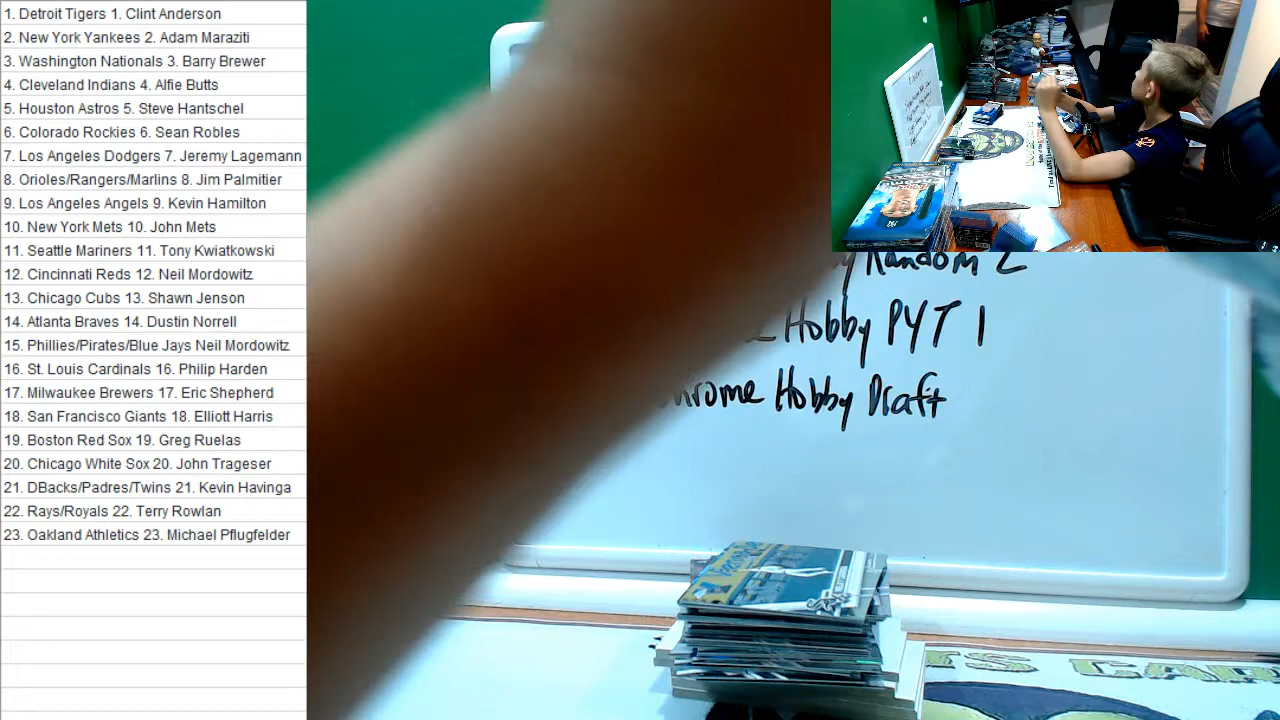 1. Detroit Tigers 1. Clint Anderson
2. New York Yankees 2. Adam Maraziti
3. Washington Nationals 3. Barry Brewer
4. Cleveland Indians 4. Alfie Butts
5. Houston Astros 5. Steve Hantschel
6. Colorado Rockies 6. Sean Robles
7. Los Angeles Dodgers 7. Jeremy Lagemann
8. Orioles/Rangers/Marlins 8. Jim Palmitier
9. Los Angeles Angels 9. Kevin Hamilton
10. New York Mets 10. John Mets
11. Seattle Mariners 11. Tony Kwiatkowski
12. Cincinnati Reds 12. Neil Mordowitz
13. Chicago Cubs 13. Shawn Jenson
14. Atlanta Braves 14. Dustin Norrell
15. Phillies/Pirates/Blue Jays Neil Mordowitz
16. St. Louis Cardinals 16. Philip Harden
17. Milwaukee Brewers 17. Eric Shepherd
18. San Francisco Giants 18. Elliott Harris
19. Boston Red Sox 19. Greg Ruelas
20. Chicago White Sox 20. John Trageser
21. DBacks/Padres/Twins 21. Kevin Havinga
22. Rays/Royals 22. Terry Rowlan
23. Oakland Athletics 23. Michael Pflugfelder
Random 2
Hobby PYT 1
hrome Hobby Draft